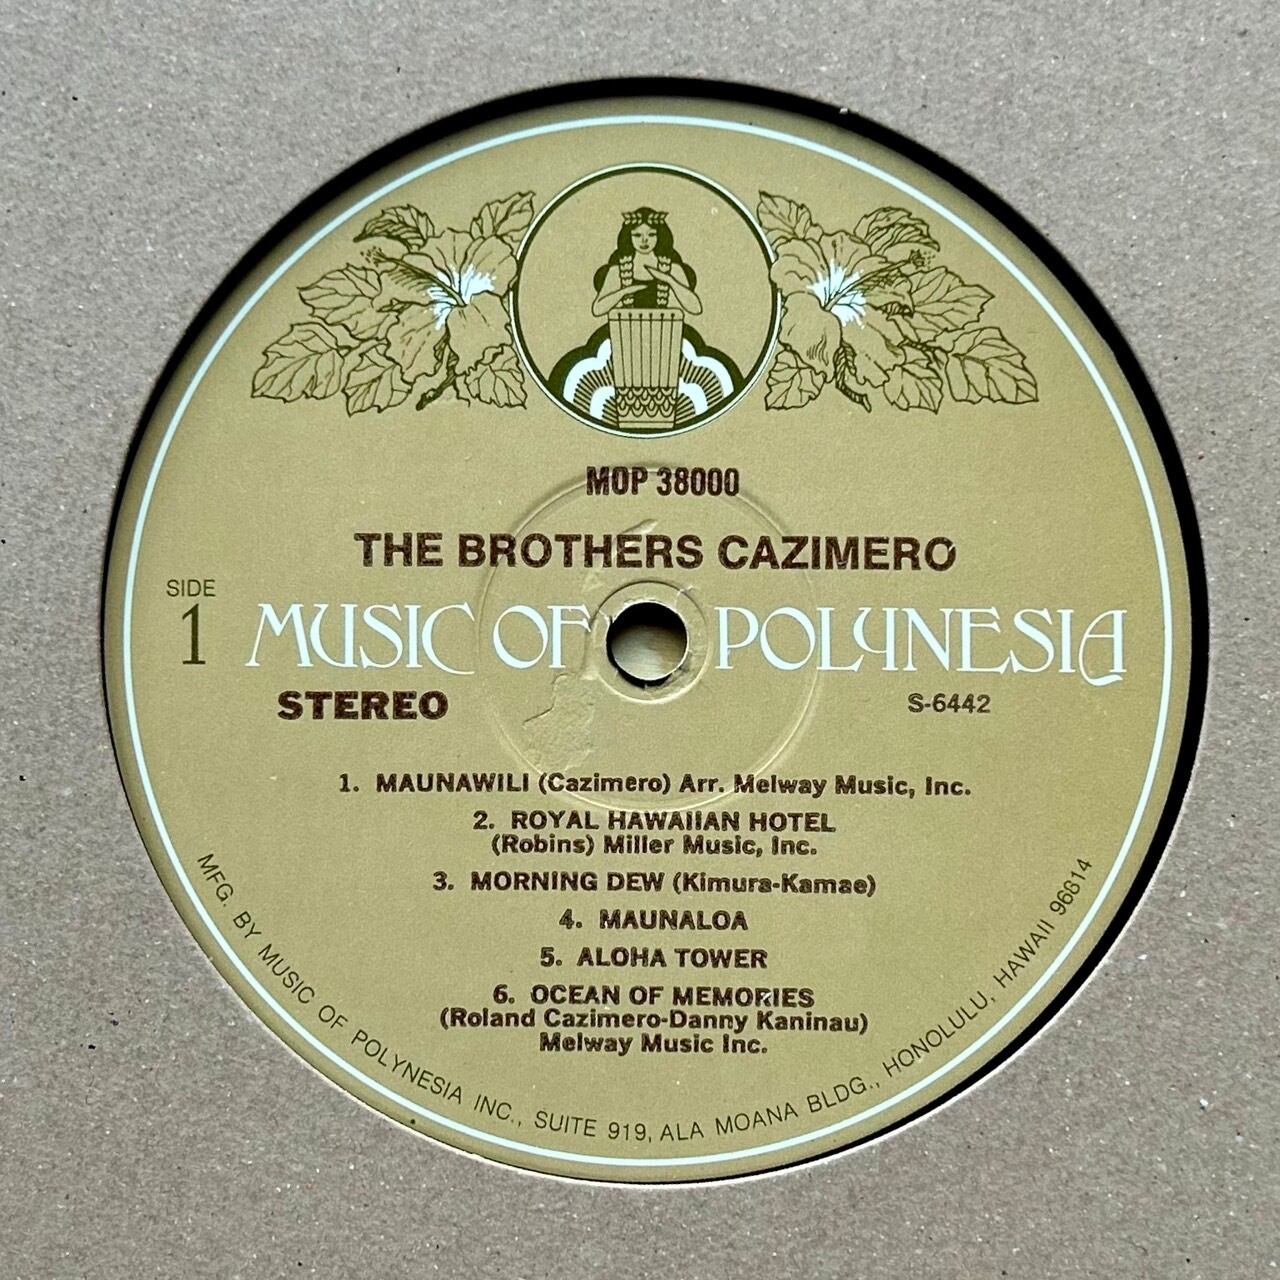 MOP 38000
THE BROTHERS CAZIMERO
SIDE
1
MUSIC OF POLYNESIA
STEREO
S-6442
1. MAUNAWILI (Cazimero) Arr. Melway Music, Inc.
2. ROYAL HAWAIIAN HOTEL
(Robins) Miller Music, Inc.
3. MORNING DEW (Kimura-Kamae)
4. MAUNALOA
5. ALOHA TOWER
6. OCEAN OF MEMORIES
(Roland Cazimero-Danny Kaninau)
Melway Music Inc.
MFG. BY MUSIC OF POLYNESIA INC., SUITE 919, ALA MOANA BLDG., HONOLULU, HAWAII 96814